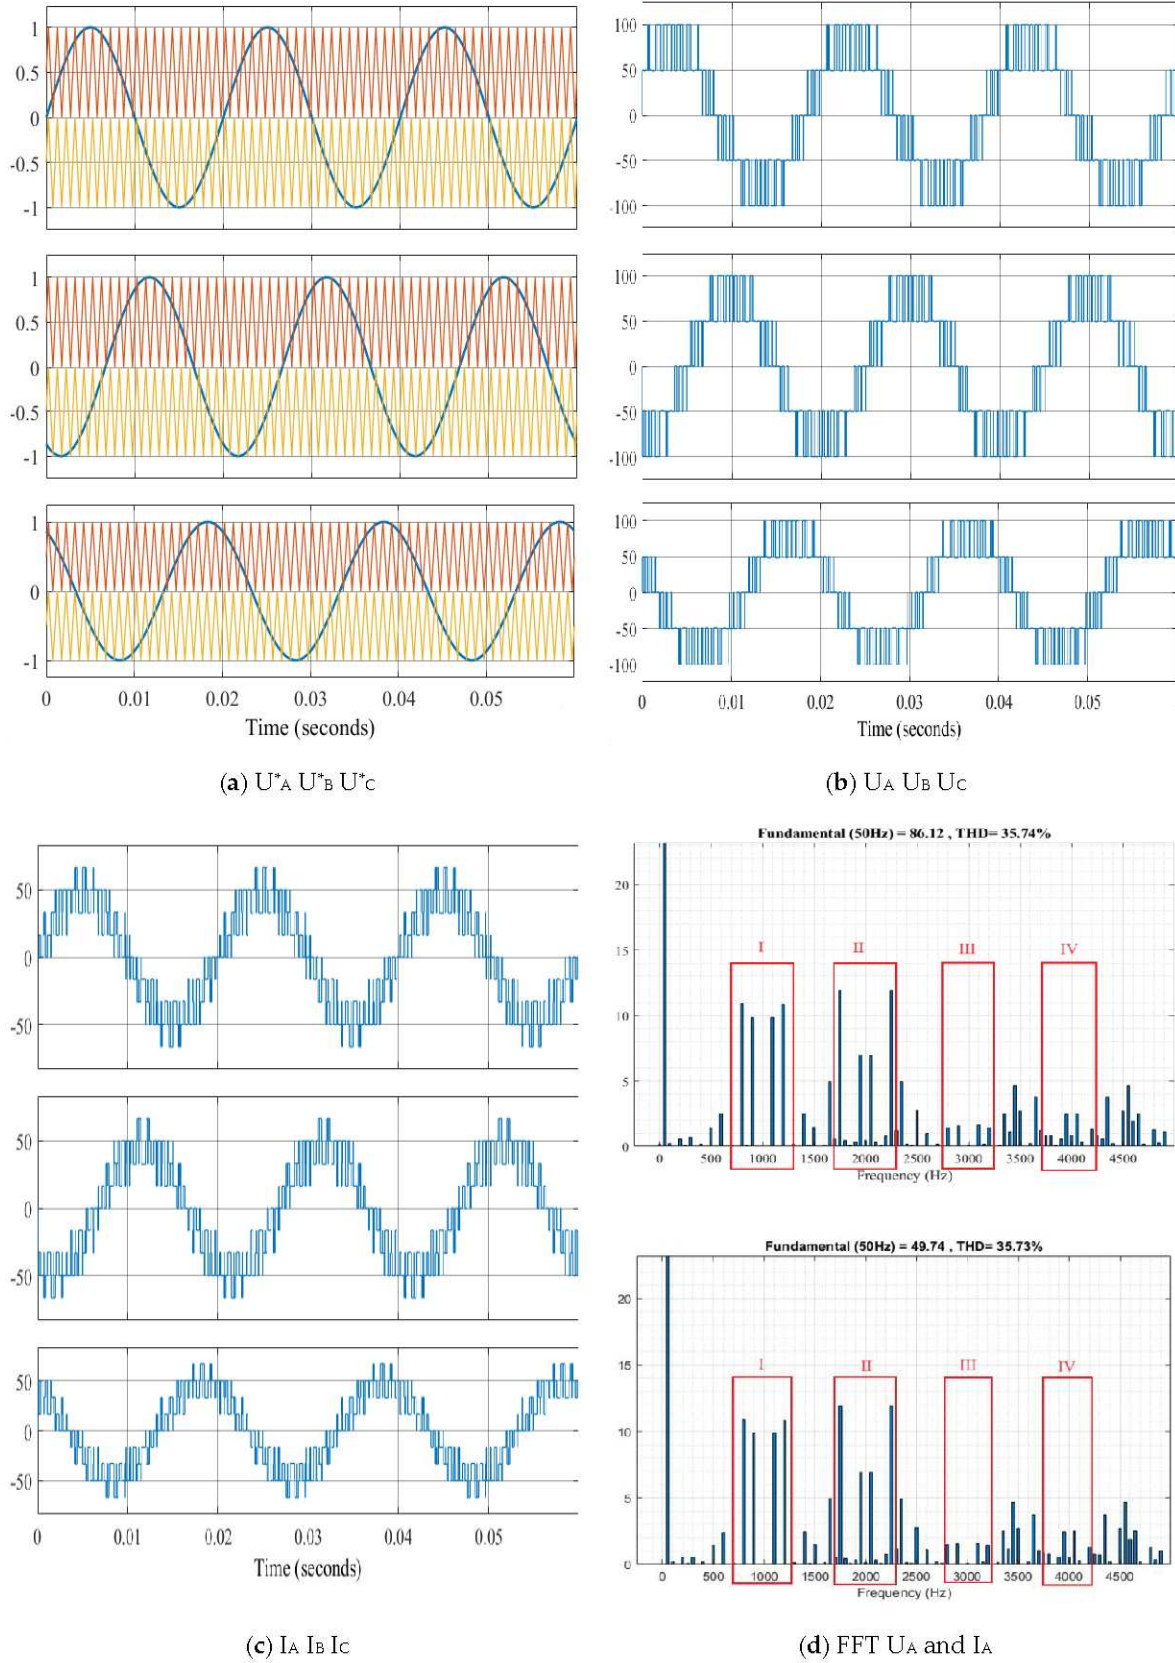 1
0.5
0
-0.5
-1
1
0.5
0
-0.5
-1
1
0
-1
0 0.01 0.02 0.03 0.04 0.05
Time (seconds)
(a) U*A U*B U*C
100
50
0
-50
-100
100
50
0
-50
-100
100
50
0
-50
-100
0 0.01 0.02 0.03 0.04 0.05
Time (seconds)
(b) UA UB UC
50
0
-50
50
0
-50
50
0
-50
0 0.01 0.02 0.03 0.04 0.05
Time (seconds)
(c) IA IB IC
Fundamental (50Hz) = 86.12 , THD= 35.74%
20
15
10
5
0
I II III IV
0 500 1000 1500 2000 2500 3000 3500 4000 4500
Frequency (Hz)
Fundamental (50Hz) = 49.74 , THD= 35.73%
20
15
10
5
0
I II III IV
0 500 1000 1500 2000 2500 3000 3500 4000 4500
Frequency (Hz)
(d) FFT UA and IA